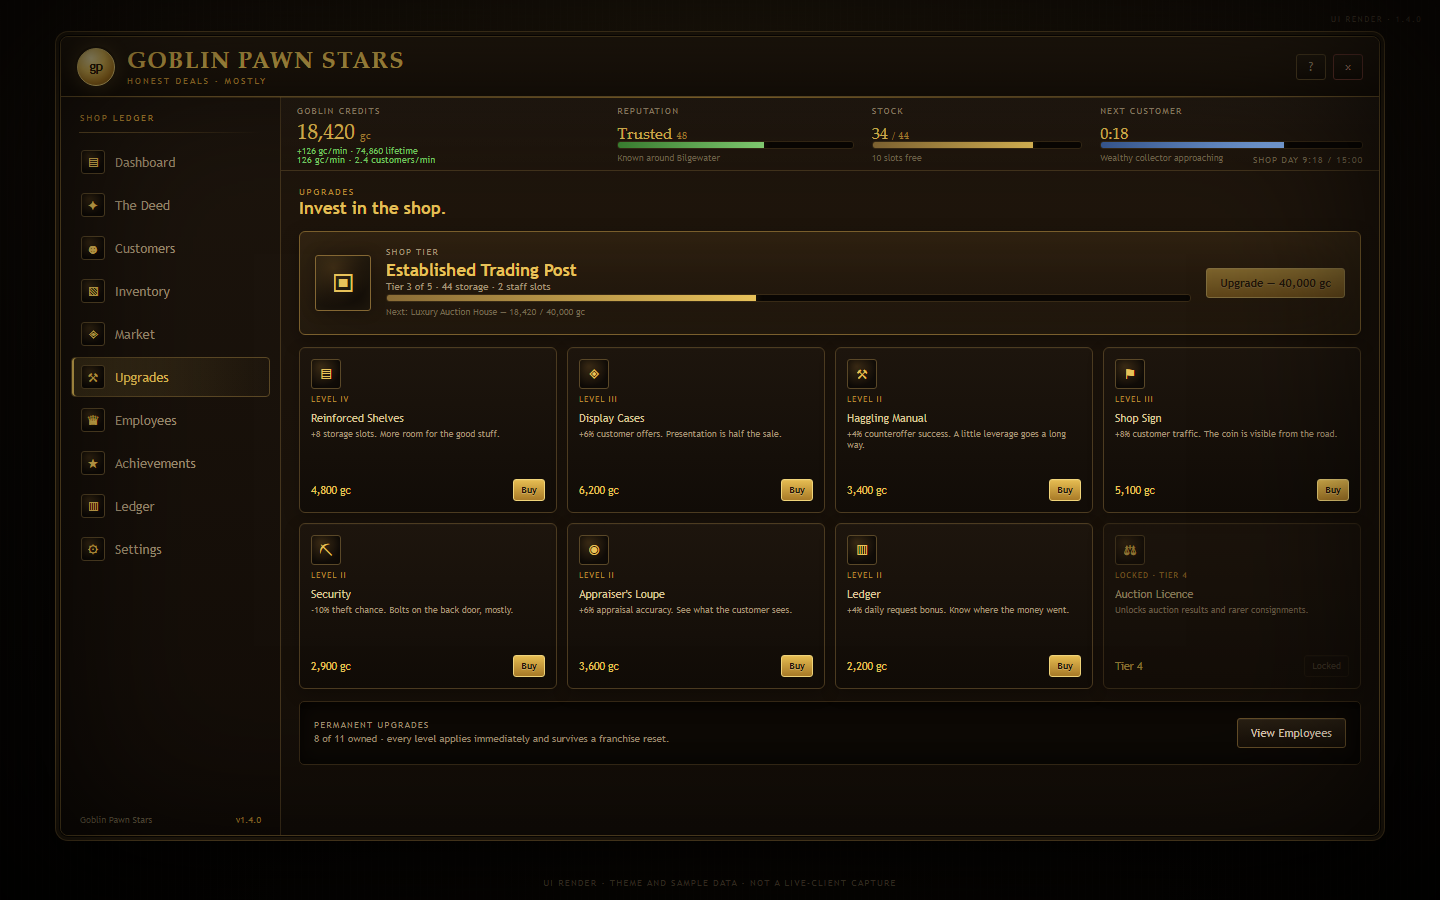 UI RENDER · 1.4.0
gp
GOBLIN PAWN STARS
HONEST DEALS · MOSTLY
?
x
SHOP LEDGER
Dashboard
The Deed
Customers
Inventory
Market
Upgrades
Employees
Achievements
Ledger
Settings
Goblin Pawn Stars
v1.4.0
GOBLIN CREDITS
18,420 gc
+126 gc/min · 74,860 lifetime
126 gc/min · 2.4 customers/min
REPUTATION
Trusted 48
Known around Bilgewater
STOCK
34 / 44
10 slots free
NEXT CUSTOMER
0:18
Wealthy collector approaching
SHOP DAY 9:18 / 15:00
UPGRADES
Invest in the shop.
SHOP TIER
Established Trading Post
Tier 3 of 5 · 44 storage · 2 staff slots
Next: Luxury Auction House — 18,420 / 40,000 gc
Upgrade — 40,000 gc
LEVEL IV
Reinforced Shelves
+8 storage slots. More room for the good stuff.
4,800 gc
Buy
LEVEL III
Display Cases
+6% customer offers. Presentation is half the sale.
6,200 gc
Buy
LEVEL II
Haggling Manual
+4% counteroffer success. A little leverage goes a long
way.
3,400 gc
Buy
LEVEL III
Shop Sign
+8% customer traffic. The coin is visible from the road.
5,100 gc
Buy
LEVEL II
Security
-10% theft chance. Bolts on the back door, mostly.
2,900 gc
Buy
LEVEL II
Appraiser's Loupe
+6% appraisal accuracy. See what the customer sees.
3,600 gc
Buy
LEVEL II
Ledger
+4% daily request bonus. Know where the money went.
2,200 gc
Buy
LOCKED · TIER 4
Auction Licence
Unlocks auction results and rarer consignments.
Tier 4
Locked
PERMANENT UPGRADES
8 of 11 owned · every level applies immediately and survives a franchise reset.
View Employees
UI RENDER · THEME AND SAMPLE DATA · NOT A LIVE-CLIENT CAPTURE